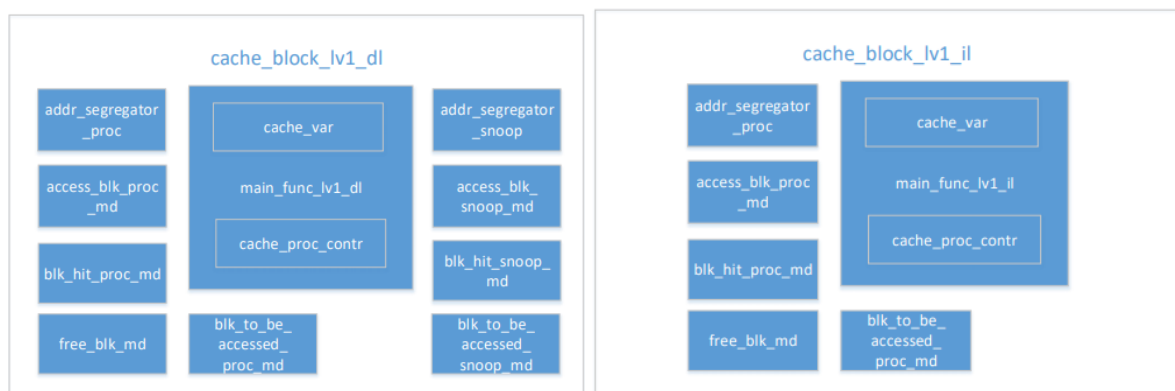 cache_block_lv1_dl
addr_segregator
_proc
cache_var
addr_segregator
_snoop
access_blk_proc
_md
main_func_lv1_dl
access_blk_
snoop_md
cache_proc_contr
blk_hit_proc_md
blk_hit_snoop_
md
free_blk_md
blk_to_be_
accessed_
proc_md
blk_to_be_
accessed_
snoop_md
cache_block_lv1_il
addr_segregator
_proc
cache_var
access_blk_proc
_md
main_func_lv1_il
cache_proc_contr
blk_hit_proc_md
free_blk_md
blk_to_be_
accessed_
proc_md